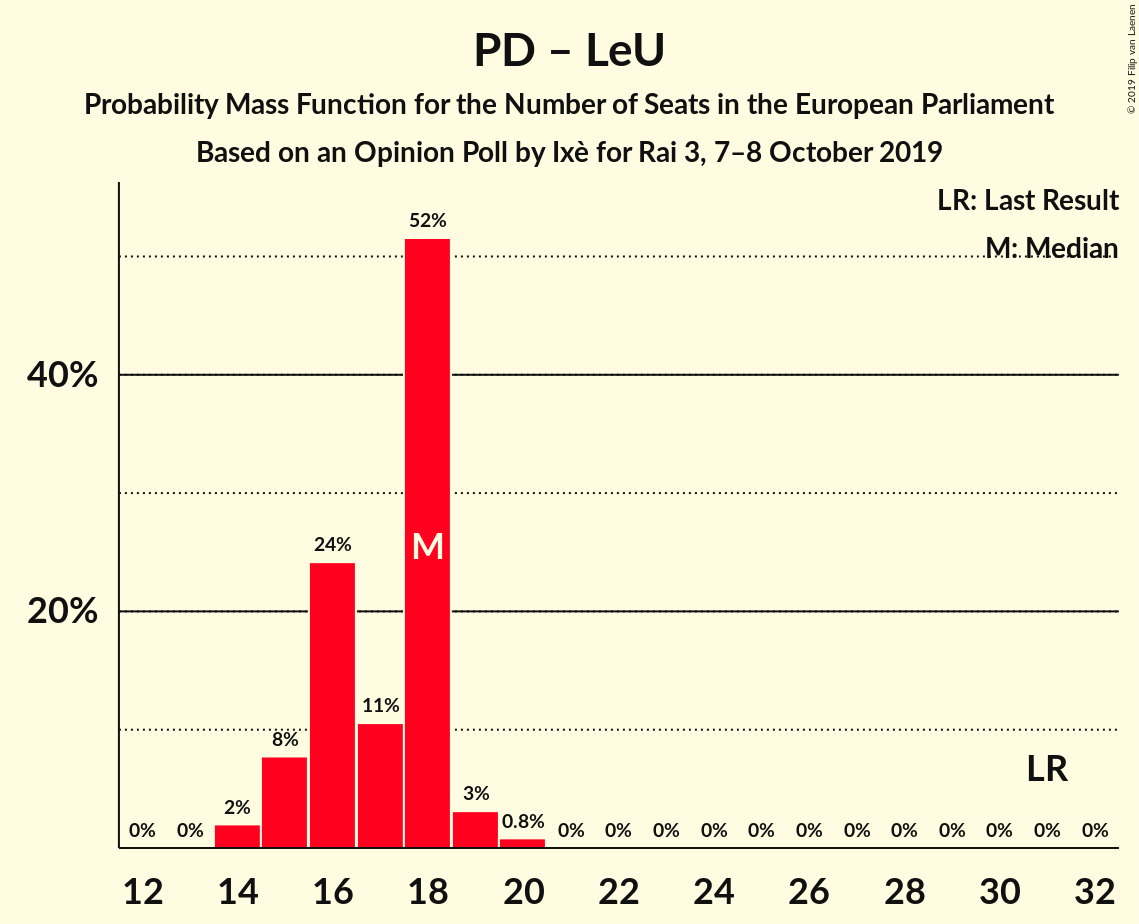 PD – LeU
Probability Mass Function for the Number of Seats in the European Parliament
Based on an Opinion Poll by Ixè for Rai 3, 7–8 October 2019
© 2019 Filip van Laenen
LR: Last Result
M: Median
40%
20%
0% 0% 2% 8% 24% 11% 52% 3% 0.8% 0% 0% 0% 0% 0% 0% 0% 0% 0% 0% 0% 0%
M
LR
12 14 16 18 20 22 24 26 28 30 32